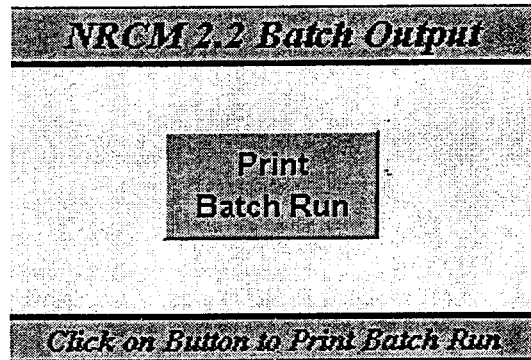 NRCM 2.2 Batch Output
Print
Batch Run
Click on Button to Print Batch Run